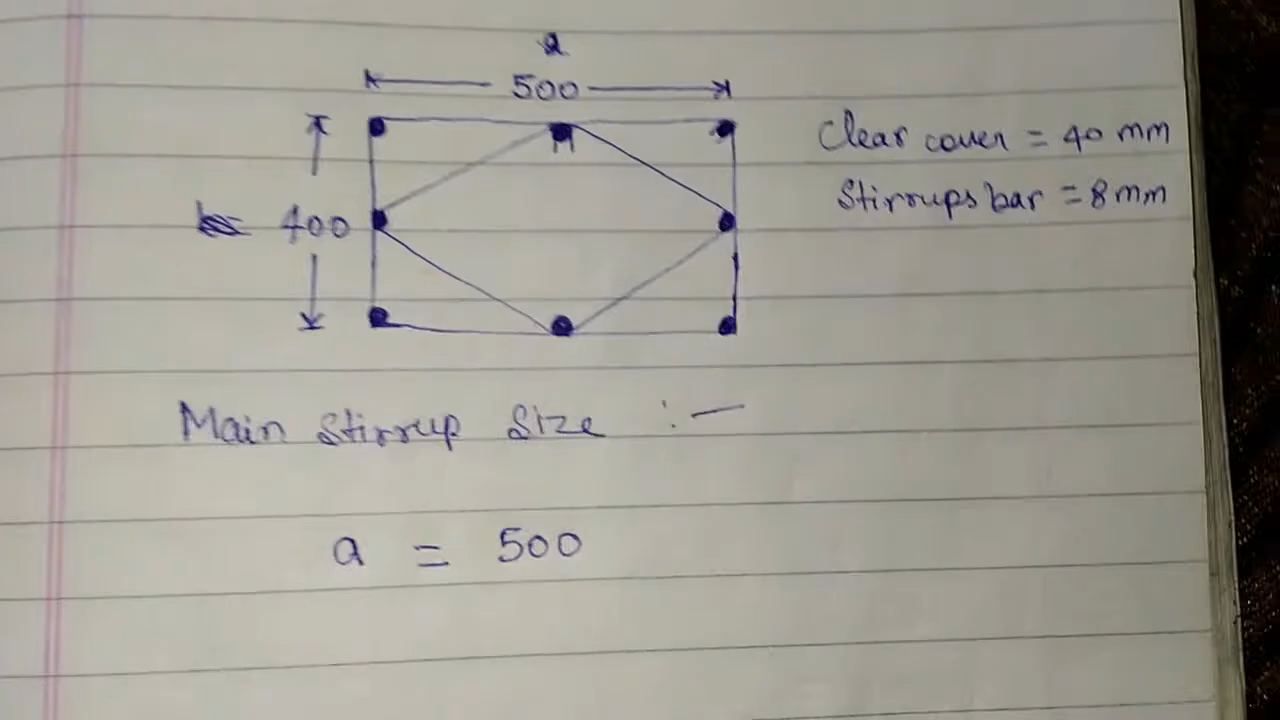 a
500
400
Clear cover = 40 mm
Stirrups bar = 8 mm
Main Stirrup Size :-
a = 500